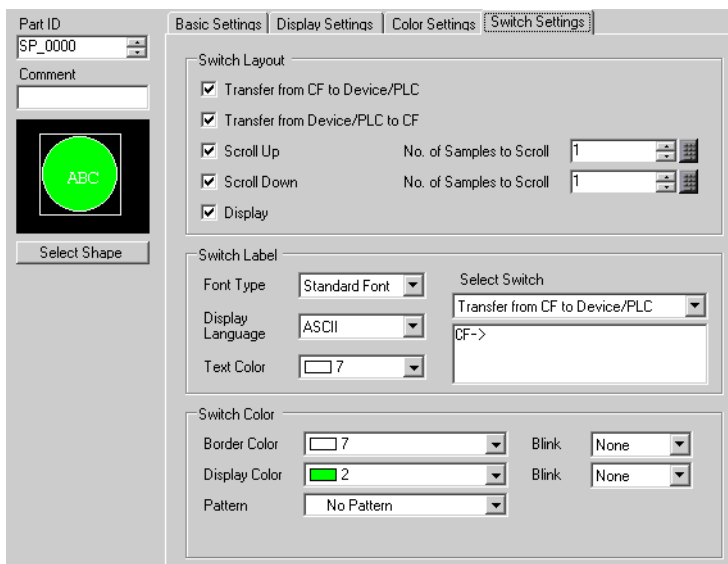 Part ID
SP_0000
Comment
ABC
Select Shape
Basic Settings Display Settings Color Settings Switch Settings
Switch Layout
Transfer from CF to Device/PLC
Transfer from Device/PLC to CF
Scroll Up No. of Samples to Scroll 1
Scroll Down No. of Samples to Scroll 1
Display
Switch Label
Font Type Standard Font
Display Language ASCII
Text Color 7
Select Switch
Transfer from CF to Device/PLC
CF->
Switch Color
Border Color 7 Blink None
Display Color 2 Blink None
Pattern No Pattern